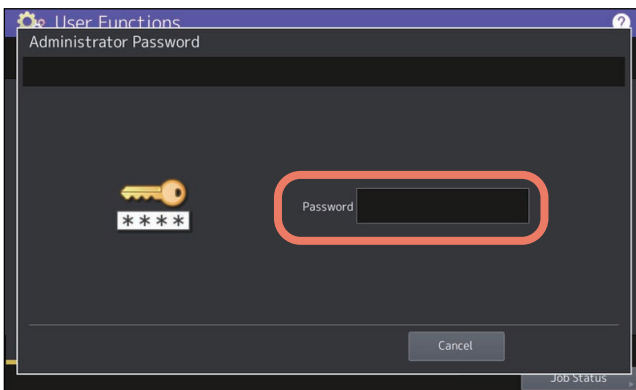 User Functions
?
Administrator Password
****
Password
Cancel
Job Status